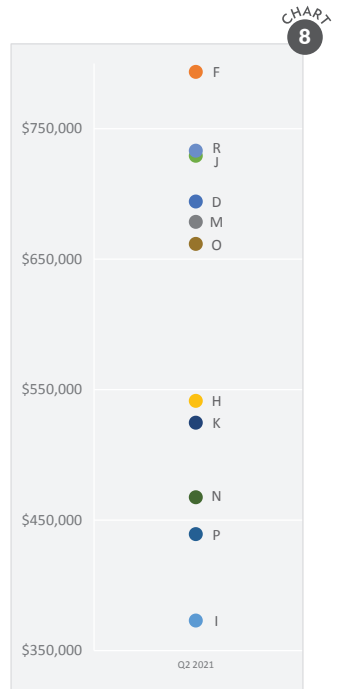 CHART
8
F
$750,000
R
J
D
M
O
$650,000
$550,000
H
K
N
$450,000
P
I
$350,000
Q2 2021